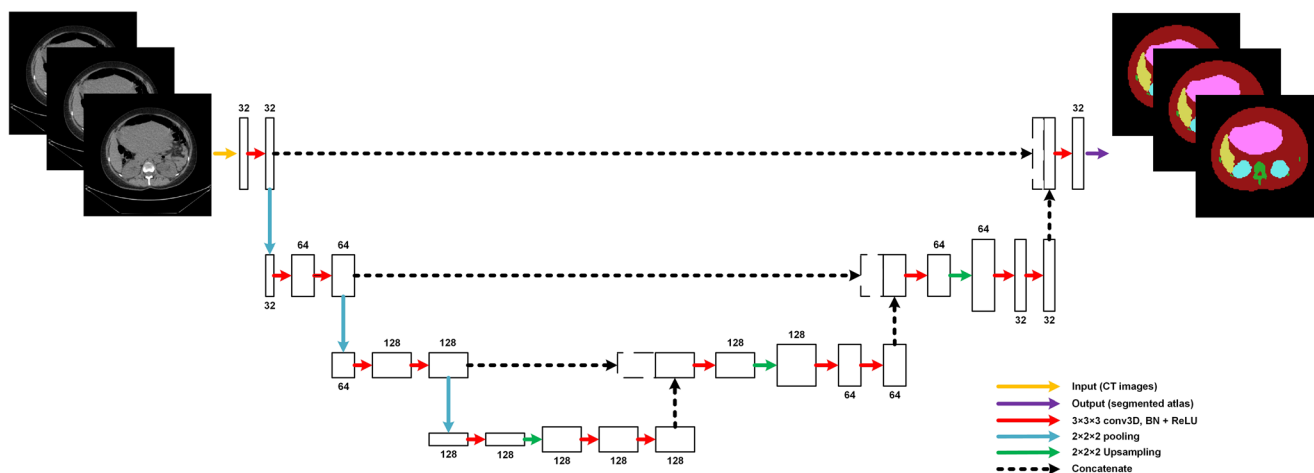 32 32 32
64 64 64 64
32 32 32
128 128 128 128
64 64 64
128 128 128 128 128
Input (CT images)
Output (segmented atlas)
3×3×3 conv3D, BN + ReLU
2×2×2 pooling
2×2×2 Upsampling
Concatenate